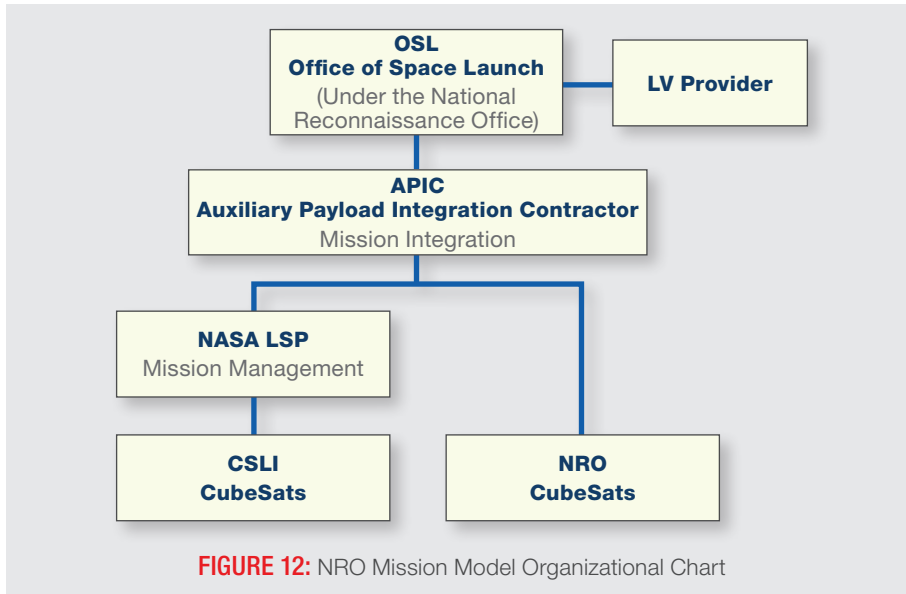 OSL
Office of Space Launch
(Under the National
Reconnaissance Office)
LV Provider
APIC
Auxiliary Payload Integration Contractor
Mission Integration
NASA LSP
Mission Management
CSLI
CubeSats
NRO
CubeSats
FIGURE 12: NRO Mission Model Organizational Chart